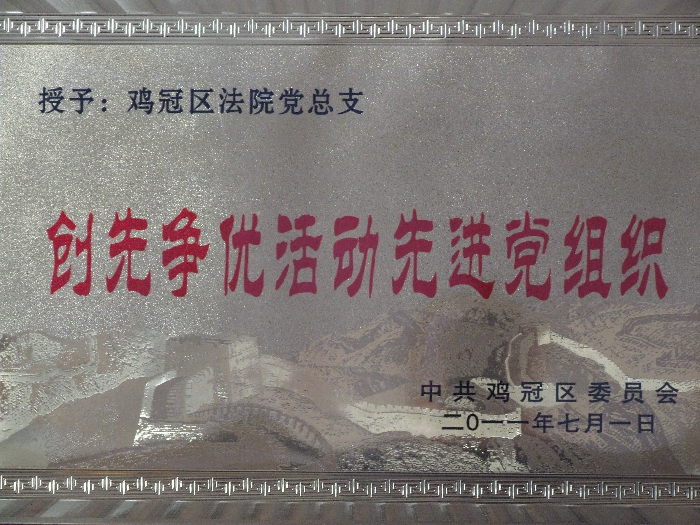 授予：鸡冠区法院党总支
创先争优活动先进党组织
中共鸡冠区委员会
二〇一一年七月一日